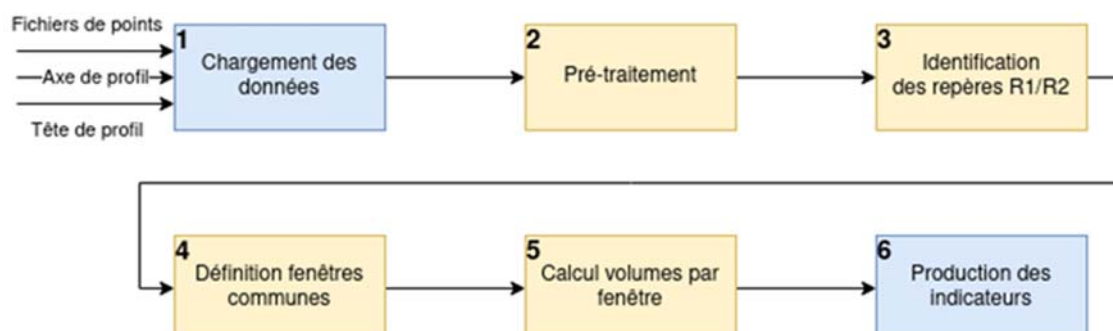 Fichiers de points
Axe de profil
Tête de profil
1
Chargement des
données
2
Pré-traitement
3
Identification
des repères R1/R2
4
Définition fenêtres
communes
5
Calcul volumes par
fenêtre
6
Production des
indicateurs